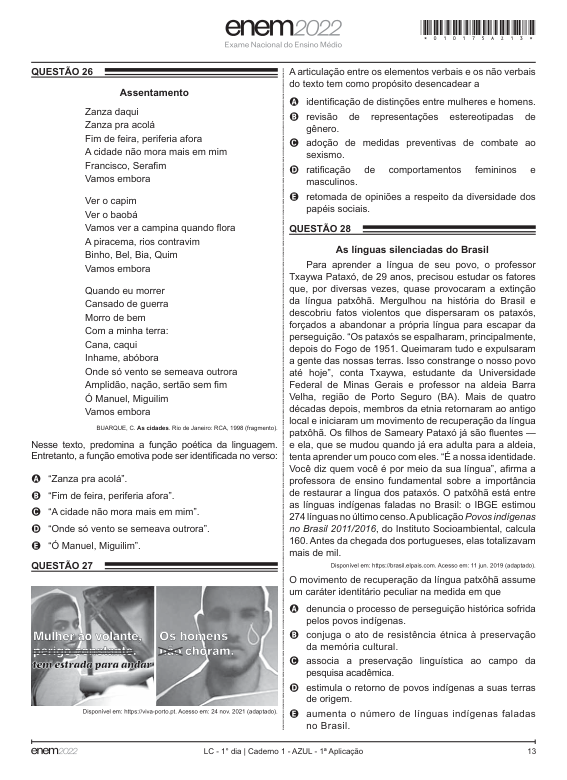 enem2022
Exame Nacional do Ensino Médio
*010175AZ13*
QUESTÃO 26
Assentamento
Zanza daqui
Zanza pra acolá
Fim de feira, periferia afora
A cidade não mora mais em mim
Francisco, Serafim
Vamos embora
Ver o capim
Ver o baobá
Vamos ver a campina quando flora
A piracema, rios contravim
Binho, Bel, Bia, Quim
Vamos embora
Quando eu morrer
Cansado de guerra
Morro de bem
Com a minha terra:
Cana, caqui
Inhame, abóbora
Onde só vento se semeava outrora
Amplidão, nação, sertão sem fim
Ó Manuel, Miguilim
Vamos embora
BUARQUE, C. As cidades. Rio de Janeiro: RCA, 1998 (fragmento).
Nesse texto, predomina a função poética da linguagem.
Entretanto, a função emotiva pode ser identificada no verso:
A “Zanza pra acolá”.
B “Fim de feira, periferia afora”.
C “A cidade não mora mais em mim”.
D “Onde só vento se semeava outrora”.
E “Ó Manuel, Miguilim”.
QUESTÃO 27
Mulher ao volante,
perigo constante,
tem estrada para andar
Os homens
não choram.
Disponível em: https://viva-porto.pt. Acesso em: 24 nov. 2021 (adaptado).
A articulação entre os elementos verbais e os não verbais
do texto tem como propósito desencadear a
A identificação de distinções entre mulheres e homens.
B revisão de representações estereotipadas de
gênero.
C adoção de medidas preventivas de combate ao
sexismo.
D ratificação de comportamentos femininos e
masculinos.
E retomada de opiniões a respeito da diversidade dos
papéis sociais.
QUESTÃO 28
As línguas silenciadas do Brasil
Para aprender a língua de seu povo, o professor
Txaywa Pataxó, de 29 anos, precisou estudar os fatores
que, por diversas vezes, quase provocaram a extinção
da língua patxôhã. Mergulhou na história do Brasil e
descobriu fatos violentos que dispersaram os pataxós,
forçados a abandonar a própria língua para escapar da
perseguição. “Os pataxós se espalharam, principalmente,
depois do Fogo de 1951. Queimaram tudo e expulsaram
a gente das nossas terras. Isso constrange o nosso povo
até hoje”, conta Txaywa, estudante da Universidade
Federal de Minas Gerais e professor na aldeia Barra
Velha, região de Porto Seguro (BA). Mais de quatro
décadas depois, membros da etnia retornaram ao antigo
local e iniciaram um movimento de recuperação da língua
patxôhã. Os filhos de Sameary Pataxó já são fluentes —
e ela, que se mudou quando já era adulta para a aldeia,
tenta aprender um pouco com eles. “É a nossa identidade.
Você diz quem você é por meio da sua língua”, afirma a
professora de ensino fundamental sobre a importância
de restaurar a língua dos pataxós. O patxôhã está entre
as línguas indígenas faladas no Brasil: o IBGE estimou
274 línguas no último censo. A publicação Povos indígenas
no Brasil 2011/2016, do Instituto Socioambiental, calcula
160. Antes da chegada dos portugueses, elas totalizavam
mais de mil.
Disponível em: https://brasil.elpais.com. Acesso em: 11 jun. 2019 (adaptado).
O movimento de recuperação da língua patxôhã assume
um caráter identitário peculiar na medida em que
A denuncia o processo de perseguição histórica sofrida
pelos povos indígenas.
B conjuga o ato de resistência étnica à preservação
da memória cultural.
C associa a preservação linguística ao campo da
pesquisa acadêmica.
D estimula o retorno de povos indígenas a suas terras
de origem.
E aumenta o número de línguas indígenas faladas
no Brasil.
enem2022
LC - 1° dia | Caderno 1 - AZUL - 1ª Aplicação
13